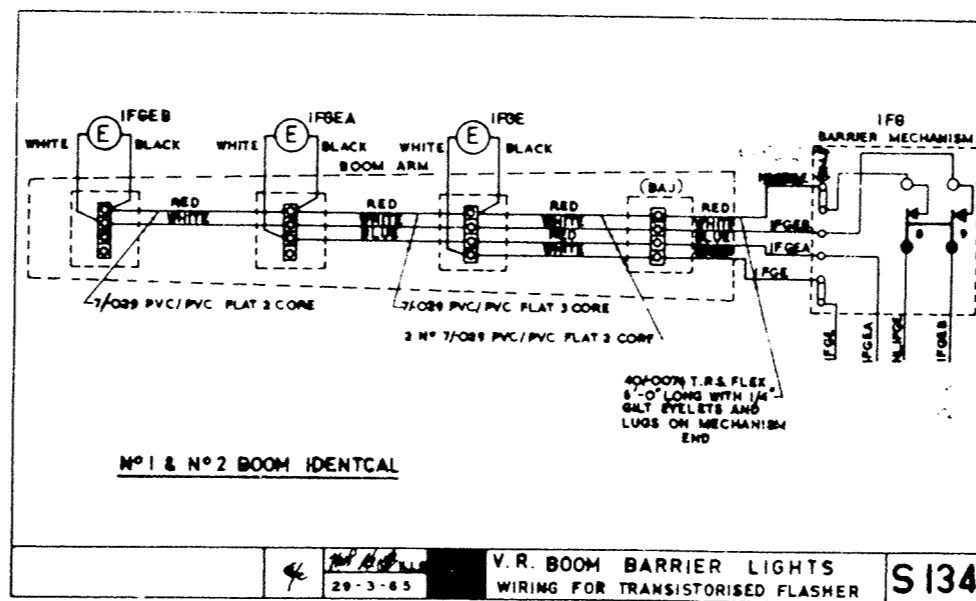 IFGEB
IFGEA
IFGE
IFG
BARRIER MECHANISM
E
E
E
WHITE
BLACK
WHITE
BLACK
WHITE
BLACK
BOOM ARM
(BAJ)
RED
WHITE
RED
WHITE
BLUE
RED
WHITE
RED
WHITE
RED
WHITE
BLUE
IFGEB
IFGEA
IFGE
8
9
7/·029 PVC/PVC FLAT 2 CORE
7/·029 PVC/PVC FLAT 3 CORE
2 Nº 7/·029 PVC/PVC FLAT 2 CORE
IFGE
IFGEA
NLIFGE
IFGEB
40/·0076 T.R.S. FLEX
6'-0" LONG WITH 1/4"
GILT EYELETS AND
LUGS ON MECHANISM
END
Nº 1 & Nº 2 BOOM IDENTCAL
29-3-65
V.R. BOOM BARRIER LIGHTS
WIRING FOR TRANSISTORISED FLASHER
S 134